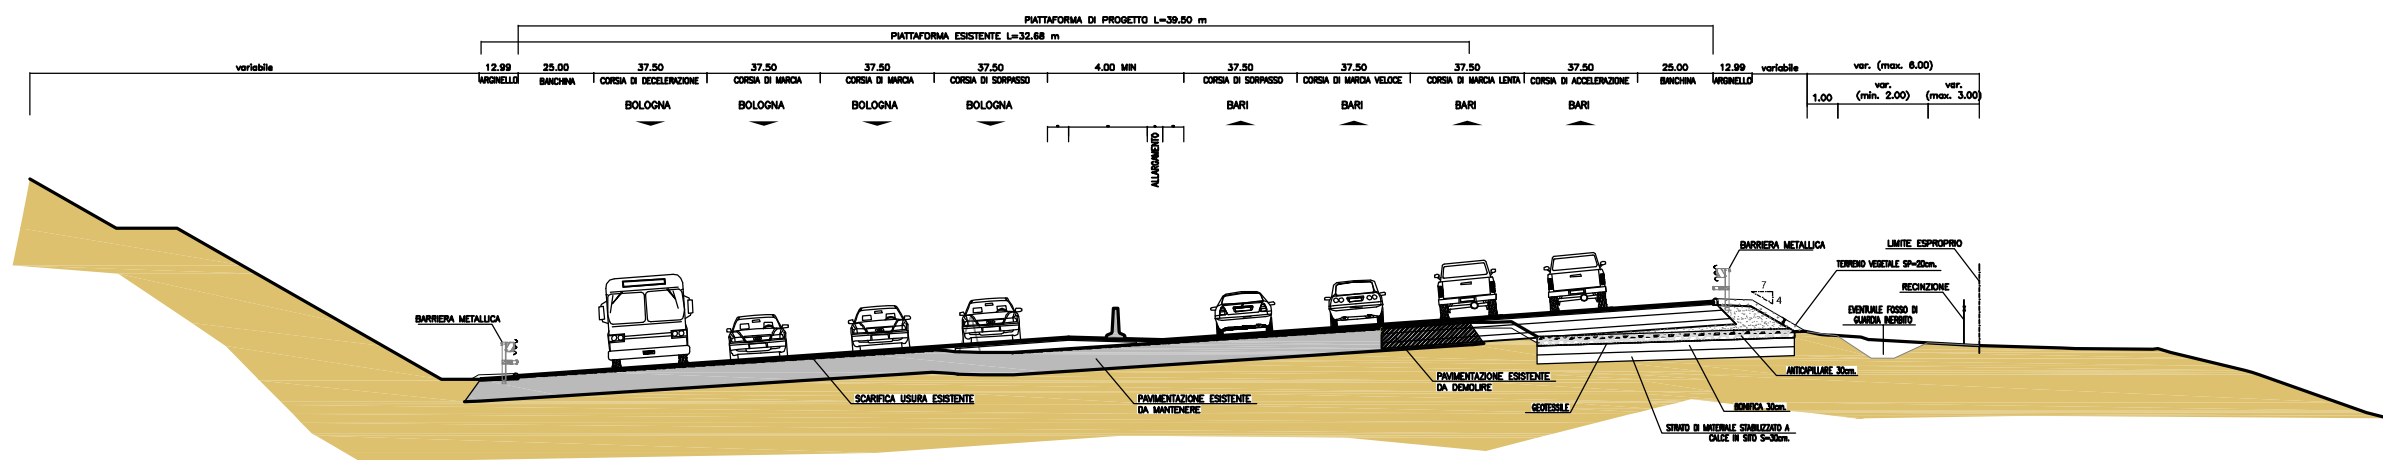 PIATTAFORMA DI PROGETTO L=39.50 m
PIATTAFORMA ESISTENTE L=32.68 m
variabile
12.99
25.00
37.50
37.50
37.50
37.50
4.00 MIN
37.50
37.50
37.50
37.50
25.00
12.99
variabile
var. (max. 6.00)
ARGINELLO
BANCHINA
CORSIA DI DECELERAZIONE
CORSIA DI MARCIA
CORSIA DI MARCIA
CORSIA DI SORPASSO
CORSIA DI SORPASSO
CORSIA DI MARCIA VELOCE
CORSIA DI MARCIA LENTA
CORSIA DI ACCELERAZIONE
BANCHINA
ARGINELLO
1.00
var.
(min. 2.00)
var.
(max. 3.00)
BOLOGNA
BOLOGNA
BOLOGNA
BOLOGNA
BARI
BARI
BARI
BARI
ALLARGAMENTO
BARRIERA METALLICA
LIMITE ESPROPRIO
TERRENO VEGETALE SP=20cm.
7
4
RECINZIONE
EVENTUALE FOSSO DI
GUARDIA INERBITO
BARRIERA METALLICA
SCARIFICA USURA ESISTENTE
PAVIMENTAZIONE ESISTENTE
DA MANTENERE
PAVIMENTAZIONE ESISTENTE
DA DEMOLIRE
ANTICAPILLARE 30cm.
GEOTESSILE
BONIFICA 30cm.
STRATO DI MATERIALE STABILIZZATO A
CALCE IN SITO S=30cm.